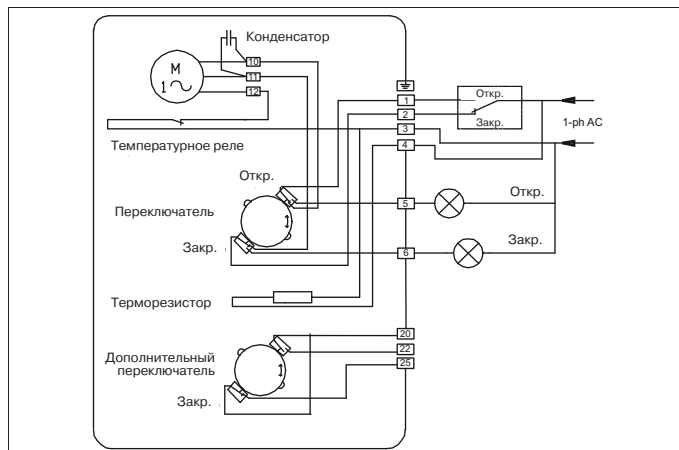 Конденсатор
M
1
10
11
12
1
2
3
4
Откр.
Закр.
1-ph AC
Температурное реле
Откр.
Переключатель
Закр.
5
Откр.
6
Закр.
Терморезистор
20
22
25
Дополнительный
переключатель
Закр.